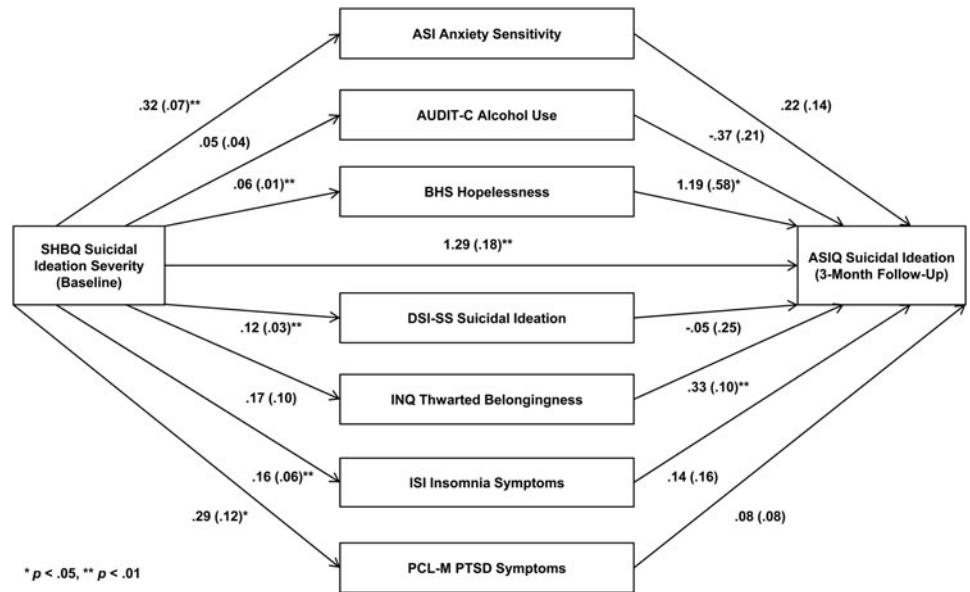 ASI Anxiety Sensitivity
.32 (.07)**
.22 (.14)
AUDIT-C Alcohol Use
.05 (.04)
-.37 (.21)
.06 (.01)**
BHS Hopelessness
1.19 (.58)*
SHBQ Suicidal
Ideation Severity
(Baseline)
1.29 (.18)**
ASIQ Suicidal Ideation
(3-Month Follow-Up)
.12 (.03)**
DSI-SS Suicidal Ideation
-.05 (.25)
.17 (.10)
INQ Thwarted Belongingness
.33 (.10)**
.16 (.06)**
ISI Insomnia Symptoms
.14 (.16)
.29 (.12)*
.08 (.08)
PCL-M PTSD Symptoms
* p < .05, ** p < .01